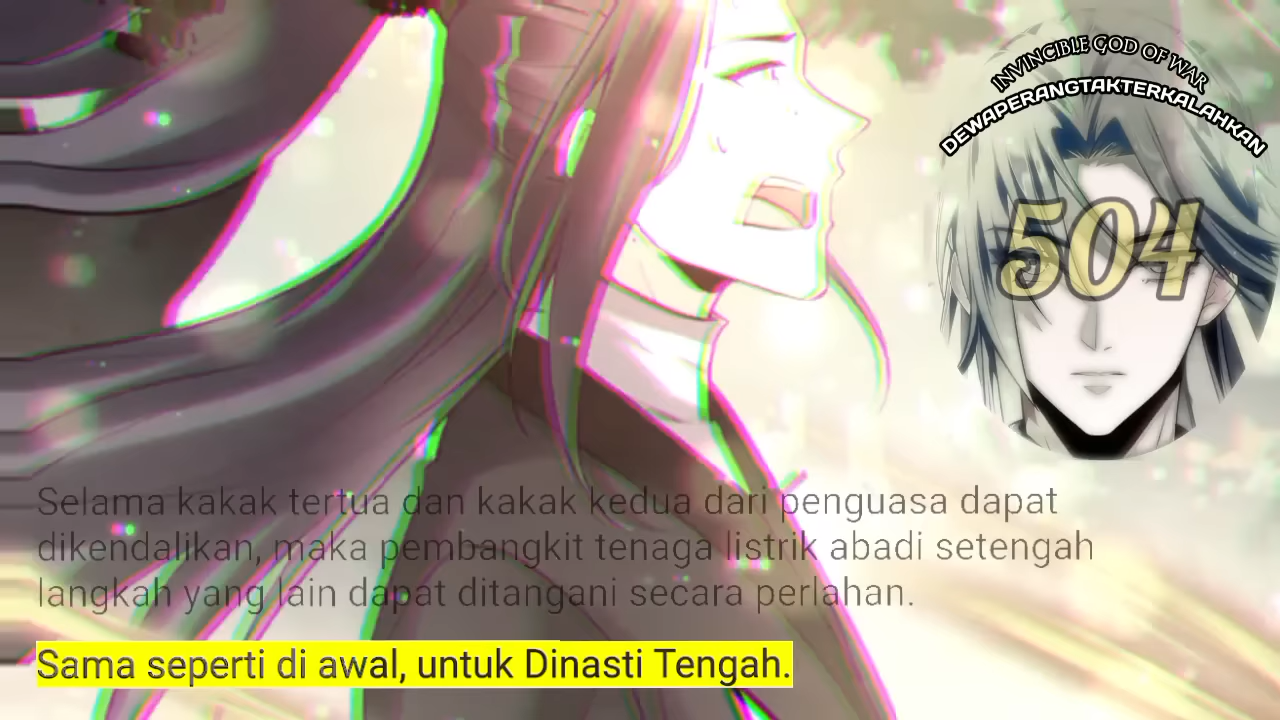 INVINCIBLE GOD OF WAR
DEWAPERANGTAKTERKALAHKAN
504
Selama kakak tertua dan kakak kedua dari penguasa dapat
dikendalikan, maka pembangkit tenaga listrik abadi setengah
langkah yang lain dapat ditangani secara perlahan.
Sama seperti di awal, untuk Dinasti Tengah.